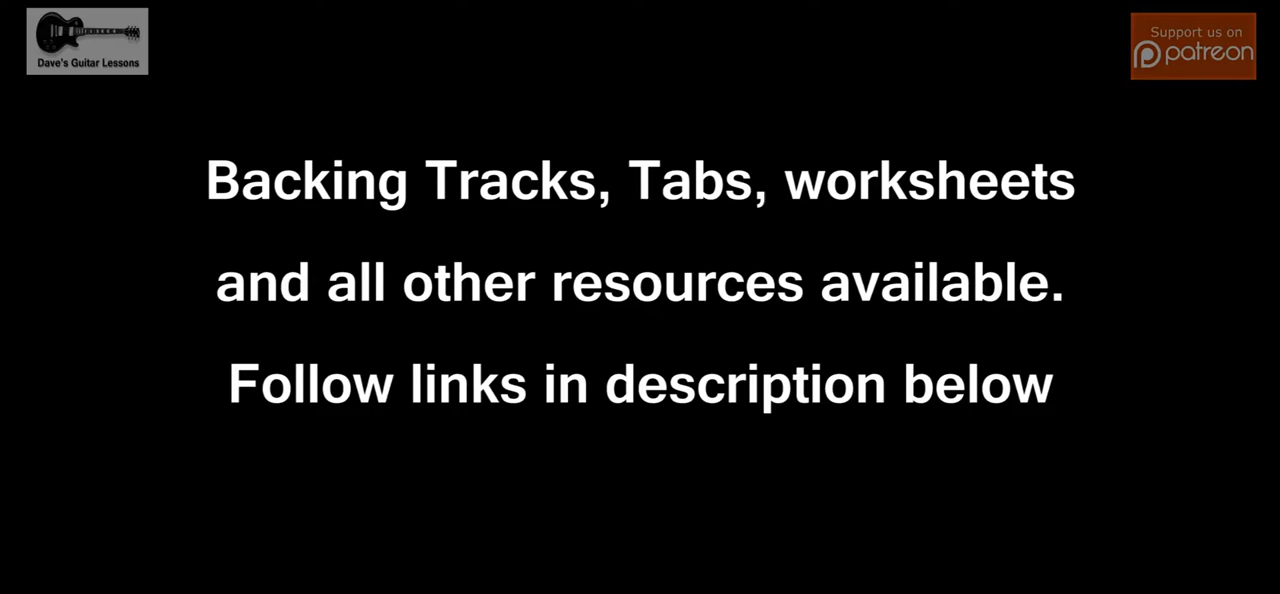 Dave's Guitar Lessons
Support us on
patreon
Backing Tracks, Tabs, worksheets
and all other resources available.
Follow links in description below